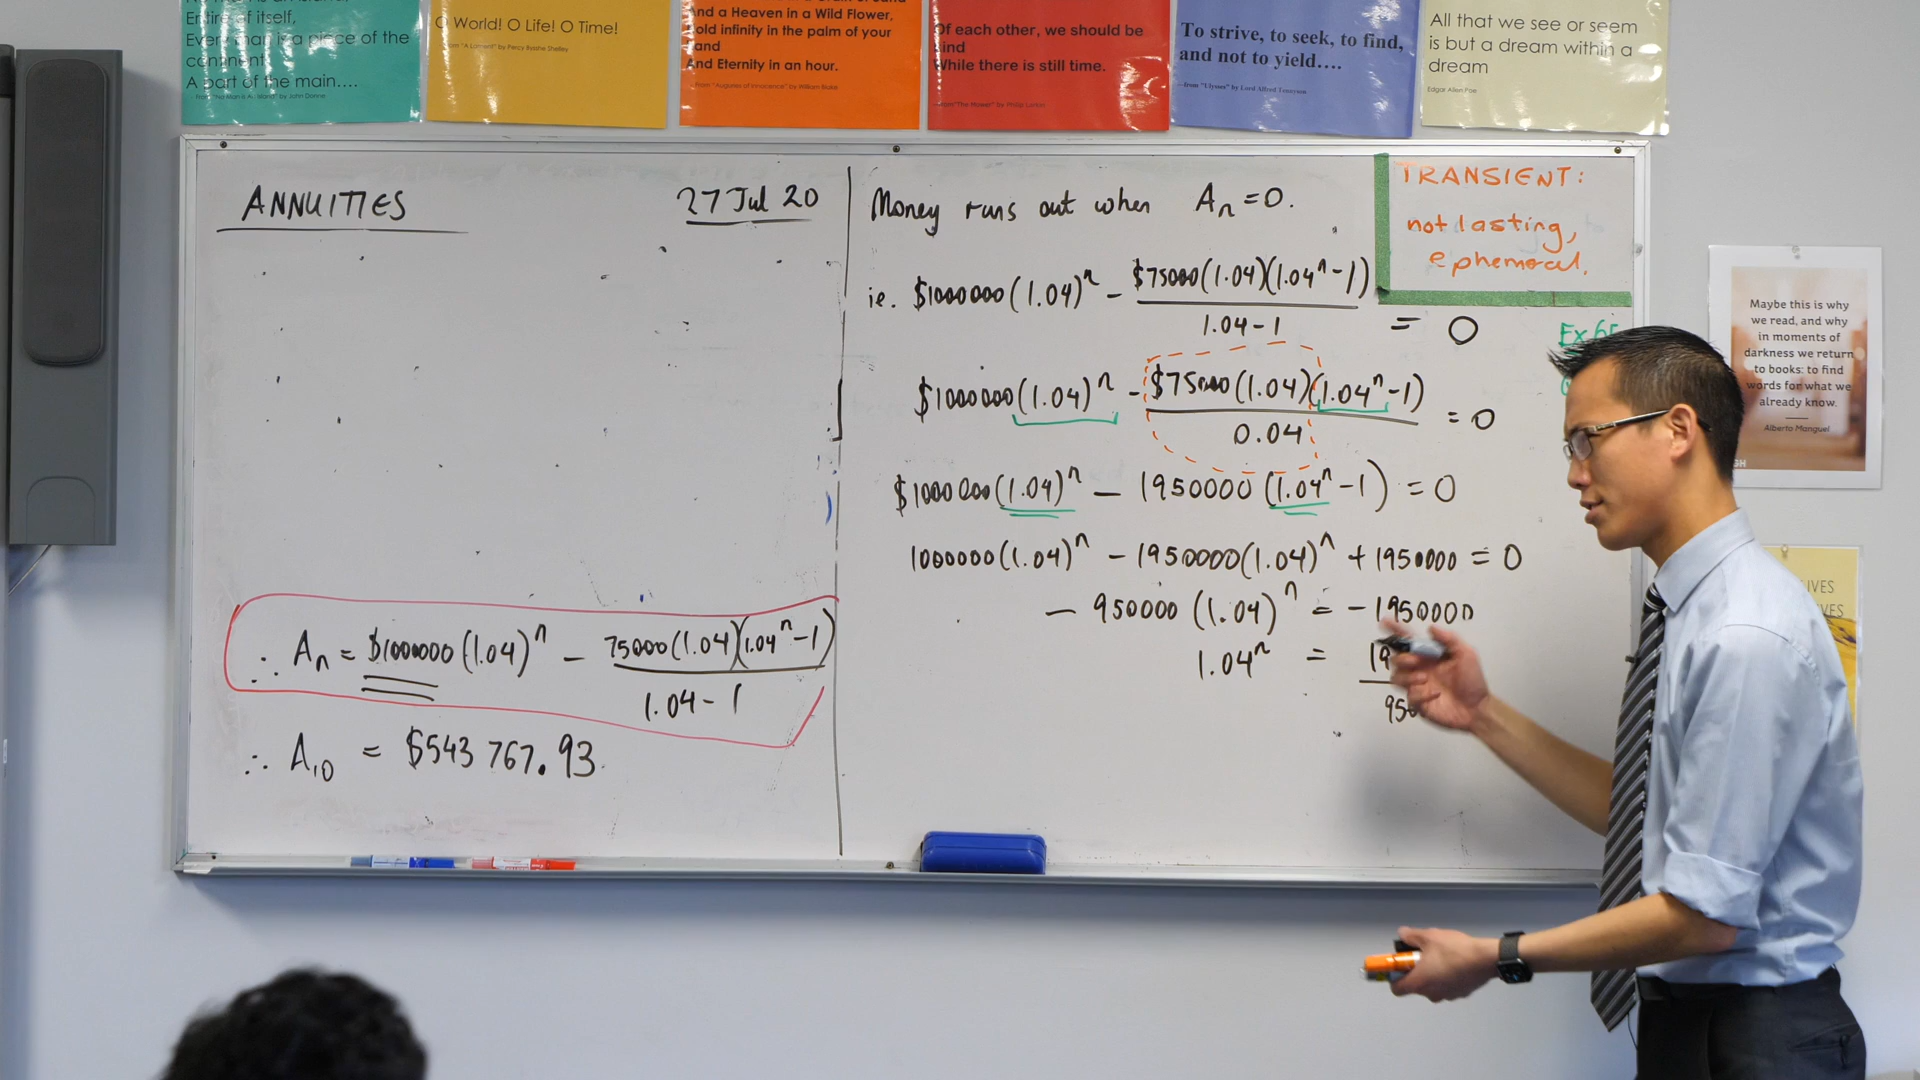 Entire of itself,
Every man is a piece of the
continent,
A part of the main....
From "No Man Is An Island" by John Donne
O World! O Life! O Time!
From "A Lament" by Percy Bysshe Shelley
And a Heaven in a Wild Flower,
Hold infinity in the palm of your
hand
And Eternity in an hour.
From "Auguries of Innocence" by William Blake
Of each other, we should be
kind
While there is still time.
From "The Mower" by Philip Larkin
To strive, to seek, to find,
and not to yield....
from "Ulysses" by Lord Alfred Tennyson
All that we see or seem
is but a dream within a
dream
Edgar Allen Poe
ANNUITIES 27 Jul 20
∴ Aₙ = $1000000 (1.04)ⁿ − 75000(1.04)(1.04ⁿ−1)
1.04−1
∴ A₁₀ = $543 767.93
Money runs out when Aₙ=0.
ie. $1000000(1.04)ⁿ − $75000(1.04)(1.04ⁿ−1)
1.04−1 = 0
$1000000(1.04)ⁿ − $75000(1.04)(1.04ⁿ−1)
0.04 = 0
$1000000(1.04)ⁿ − 1950000(1.04ⁿ−1) = 0
1000000(1.04)ⁿ − 1950000(1.04)ⁿ + 1950000 = 0
− 950000 (1.04)ⁿ = −1950000
1.04ⁿ = 19
950
TRANSIENT:
not lasting,
ephemeral.
Maybe this is why
we read, and why
in moments of
darkness we return
to books: to find
words for what we
already know.
Alberto Manguel